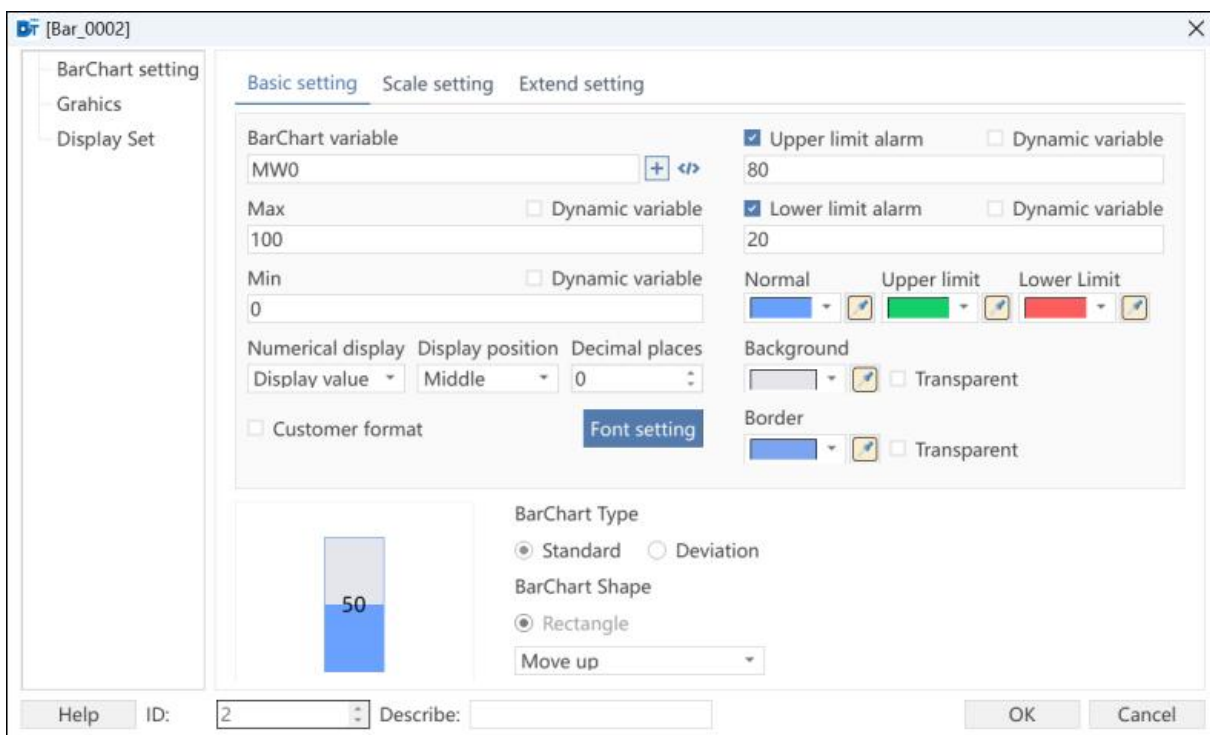 [Bar_0002]
BarChart setting
Grahics
Display Set
Basic setting Scale setting Extend setting
BarChart variable
MW0
</>
Max Dynamic variable
100
Min Dynamic variable
0
Numerical display Display position Decimal places
Display value Middle 0
Customer format Font setting
Upper limit alarm Dynamic variable
80
Lower limit alarm Dynamic variable
20
Normal Upper limit Lower Limit
Background
Transparent
Border
Transparent
50
BarChart Type
Standard Deviation
BarChart Shape
Rectangle
Move up
Help ID: 2 Describe: OK Cancel